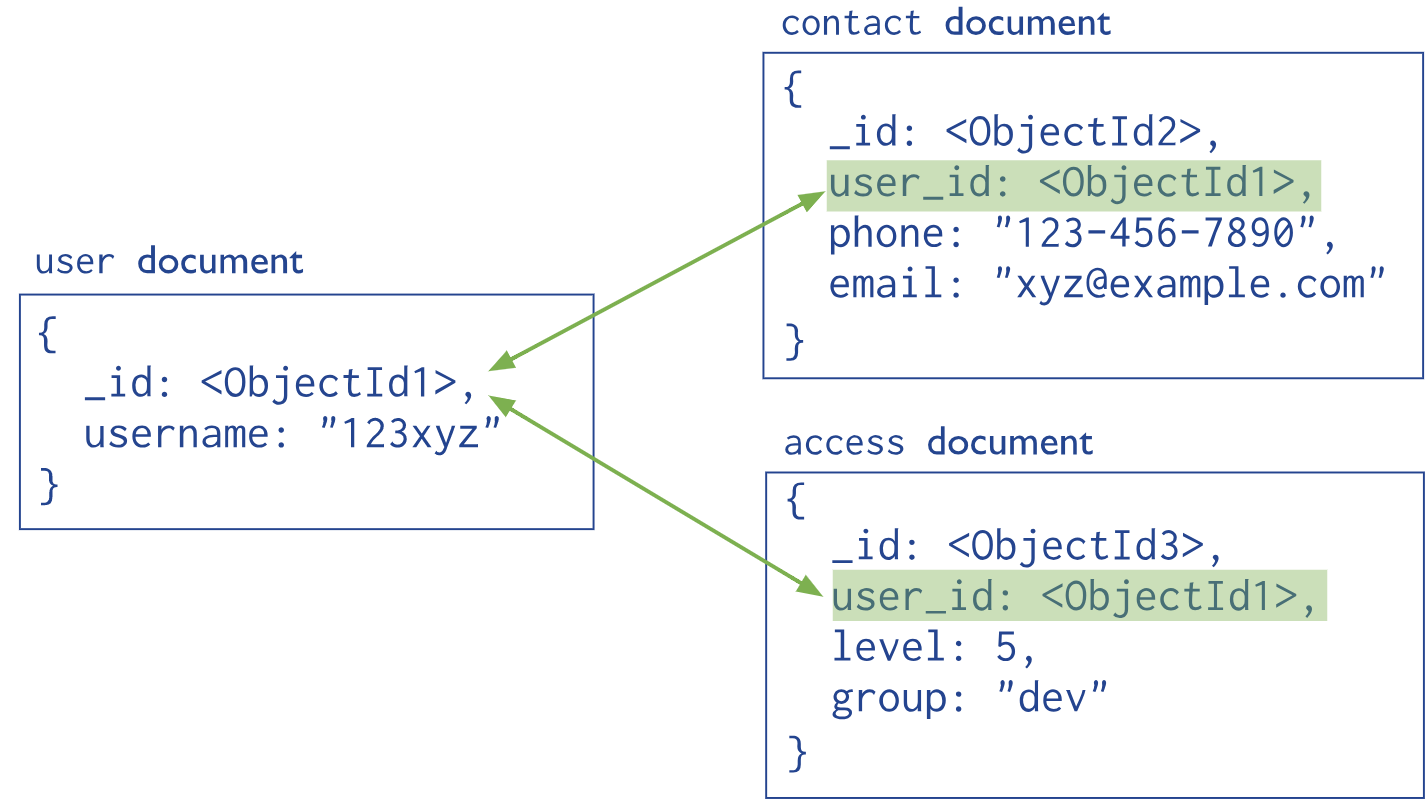 user document
{
_id: <ObjectId1>,
username: "123xyz"
}
contact document
{
_id: <ObjectId2>,
user_id: <ObjectId1>,
phone: "123-456-7890",
email: "xyz@example.com"
}
access document
{
_id: <ObjectId3>,
user_id: <ObjectId1>,
level: 5,
group: "dev"
}